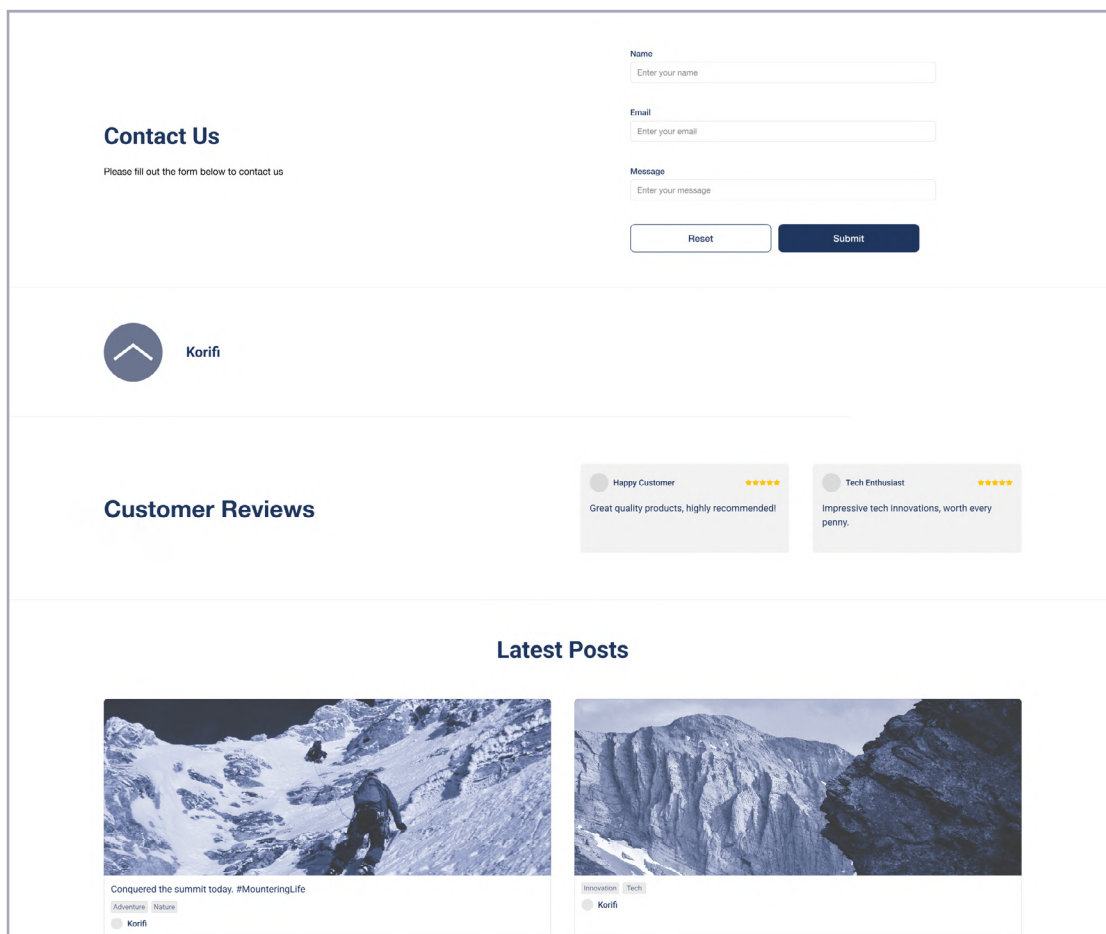 Contact Us
Please fill out the form below to contact us
Name
Enter your name
Email
Enter your email
Message
Enter your message
Reset
Submit
Korifi
Customer Reviews
Happy Customer
Great quality products, highly recommended!
Tech Enthusiast
Impressive tech innovations, worth every
penny.
Latest Posts
Conquered the summit today. #MounteringLife
Adventure Nature
Korifi
Innovation Tech
Korifi